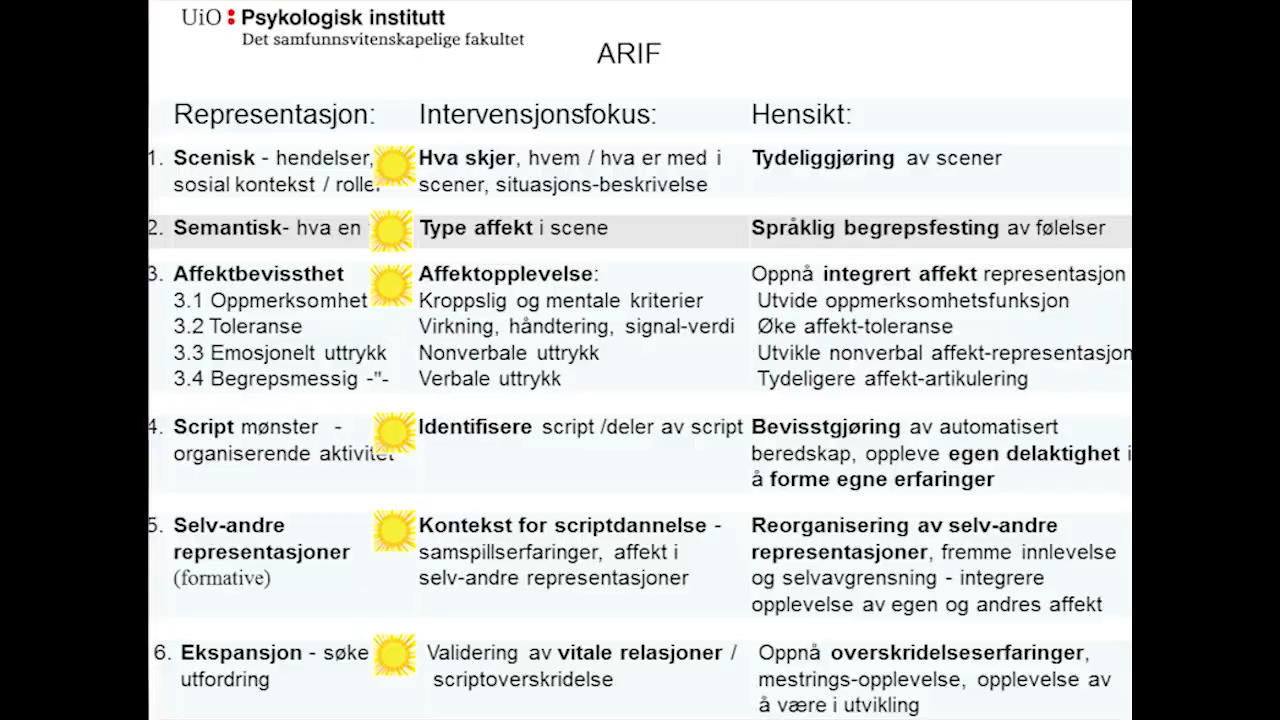 UiO : Psykologisk institutt
Det samfunnsvitenskapelige fakultet
ARIF
Representasjon: Intervensjonsfokus: Hensikt:
1. Scenisk - hendelser, Hva skjer, hvem / hva er med i Tydeliggjøring av scener
sosial kontekst / roller scener, situasjons-beskrivelse
2. Semantisk- hva en Type affekt i scene Språklig begrepsfesting av følelser
3. Affektbevissthet Affektopplevelse: Oppnå integrert affekt representasjon
3.1 Oppmerksomhet Kroppslig og mentale kriterier Utvide oppmerksomhetsfunksjon
3.2 Toleranse Virkning, håndtering, signal-verdi Øke affekt-toleranse
3.3 Emosjonelt uttrykk Nonverbale uttrykk Utvikle nonverbal affekt-representasjon
3.4 Begrepsmessig -"- Verbale uttrykk Tydeligere affekt-artikulering
4. Script mønster - Identifisere script /deler av script Bevisstgjøring av automatisert
organiserende aktivitet beredskap, oppleve egen delaktighet i
å forme egne erfaringer
5. Selv-andre Kontekst for scriptdannelse - Reorganisering av selv-andre
representasjoner samspillserfaringer, affekt i representasjoner, fremme innlevelse
(formative) selv-andre representasjoner og selvavgrensning - integrere
opplevelse av egen og andres affekt
6. Ekspansjon - søke Validering av vitale relasjoner / Oppnå overskridelseserfaringer,
utfordring scriptoverskridelse mestrings-opplevelse, opplevelse av
å være i utvikling